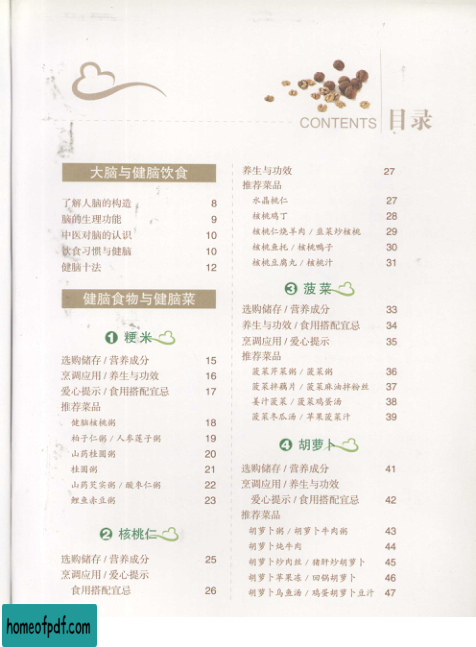 CONTENTS 目录
大脑与健脑饮食
了解人脑的构造 8
脑的生理功能 9
中医对脑的认识 10
饮食习惯与健脑 10
健脑十法 12
健脑食物与健脑菜
1 粳米
选购储存/营养成分 15
烹调应用/养生与功效 16
爱心提示/食用搭配宜忌 17
推荐菜品
健脑核桃粥 18
柏子仁粥/人参莲子粥 19
山药桂圆粥 20
桂圆粥 21
山药芡实粥/酸枣仁粥 22
鲤鱼赤豆粥 23
2 核桃仁
选购储存/营养成分 25
烹调应用/爱心提示
食用搭配宜忌 26
养生与功效 27
推荐菜品
水晶桃仁 27
核桃鸡丁 28
核桃仁烧羊肉/韭菜炒核桃 29
核桃鱼托/核桃鸭子 30
核桃豆腐丸/核桃汁 31
3 菠菜
选购储存/营养成分 33
养生与功效/食用搭配宜忌 34
烹调应用/爱心提示 35
推荐菜品
菠菜芹菜粥/菠菜粥 36
菠菜拌藕片/菠菜麻油拌粉丝 37
姜汁菠菜/菠菜鸡蛋汤 38
菠菜冬瓜汤/苹果菠菜汁 39
4 胡萝卜
选购储存/营养成分 41
烹调应用/养生与功效
爱心提示/食用搭配宜忌 42
推荐菜品
胡萝卜粥/胡萝卜牛肉粥 43
胡萝卜炖牛肉 44
胡萝卜炒肉丝/猪肝炒胡萝卜 45
胡萝卜苹果冻/回锅胡萝卜 46
胡萝卜乌鱼汤/鸡蛋胡萝卜豆汁 47
homeofpdf.com